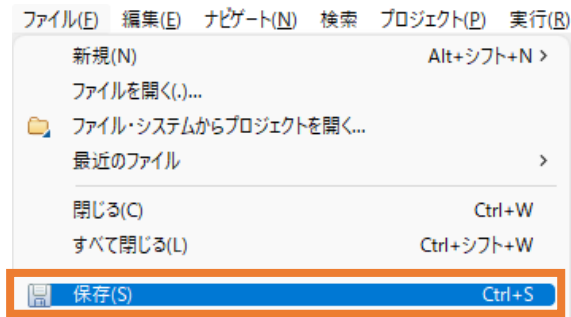 ファイル(F) 編集(E) ナビゲート(N) 検索 プロジェクト(P) 実行(R)
新規(N) Alt+シフト+N >
ファイルを開く(.)...
ファイル・システムからプロジェクトを開く...
最近のファイル >
閉じる(C) Ctrl+W
すべて閉じる(L) Ctrl+シフト+W
保存(S) Ctrl+S